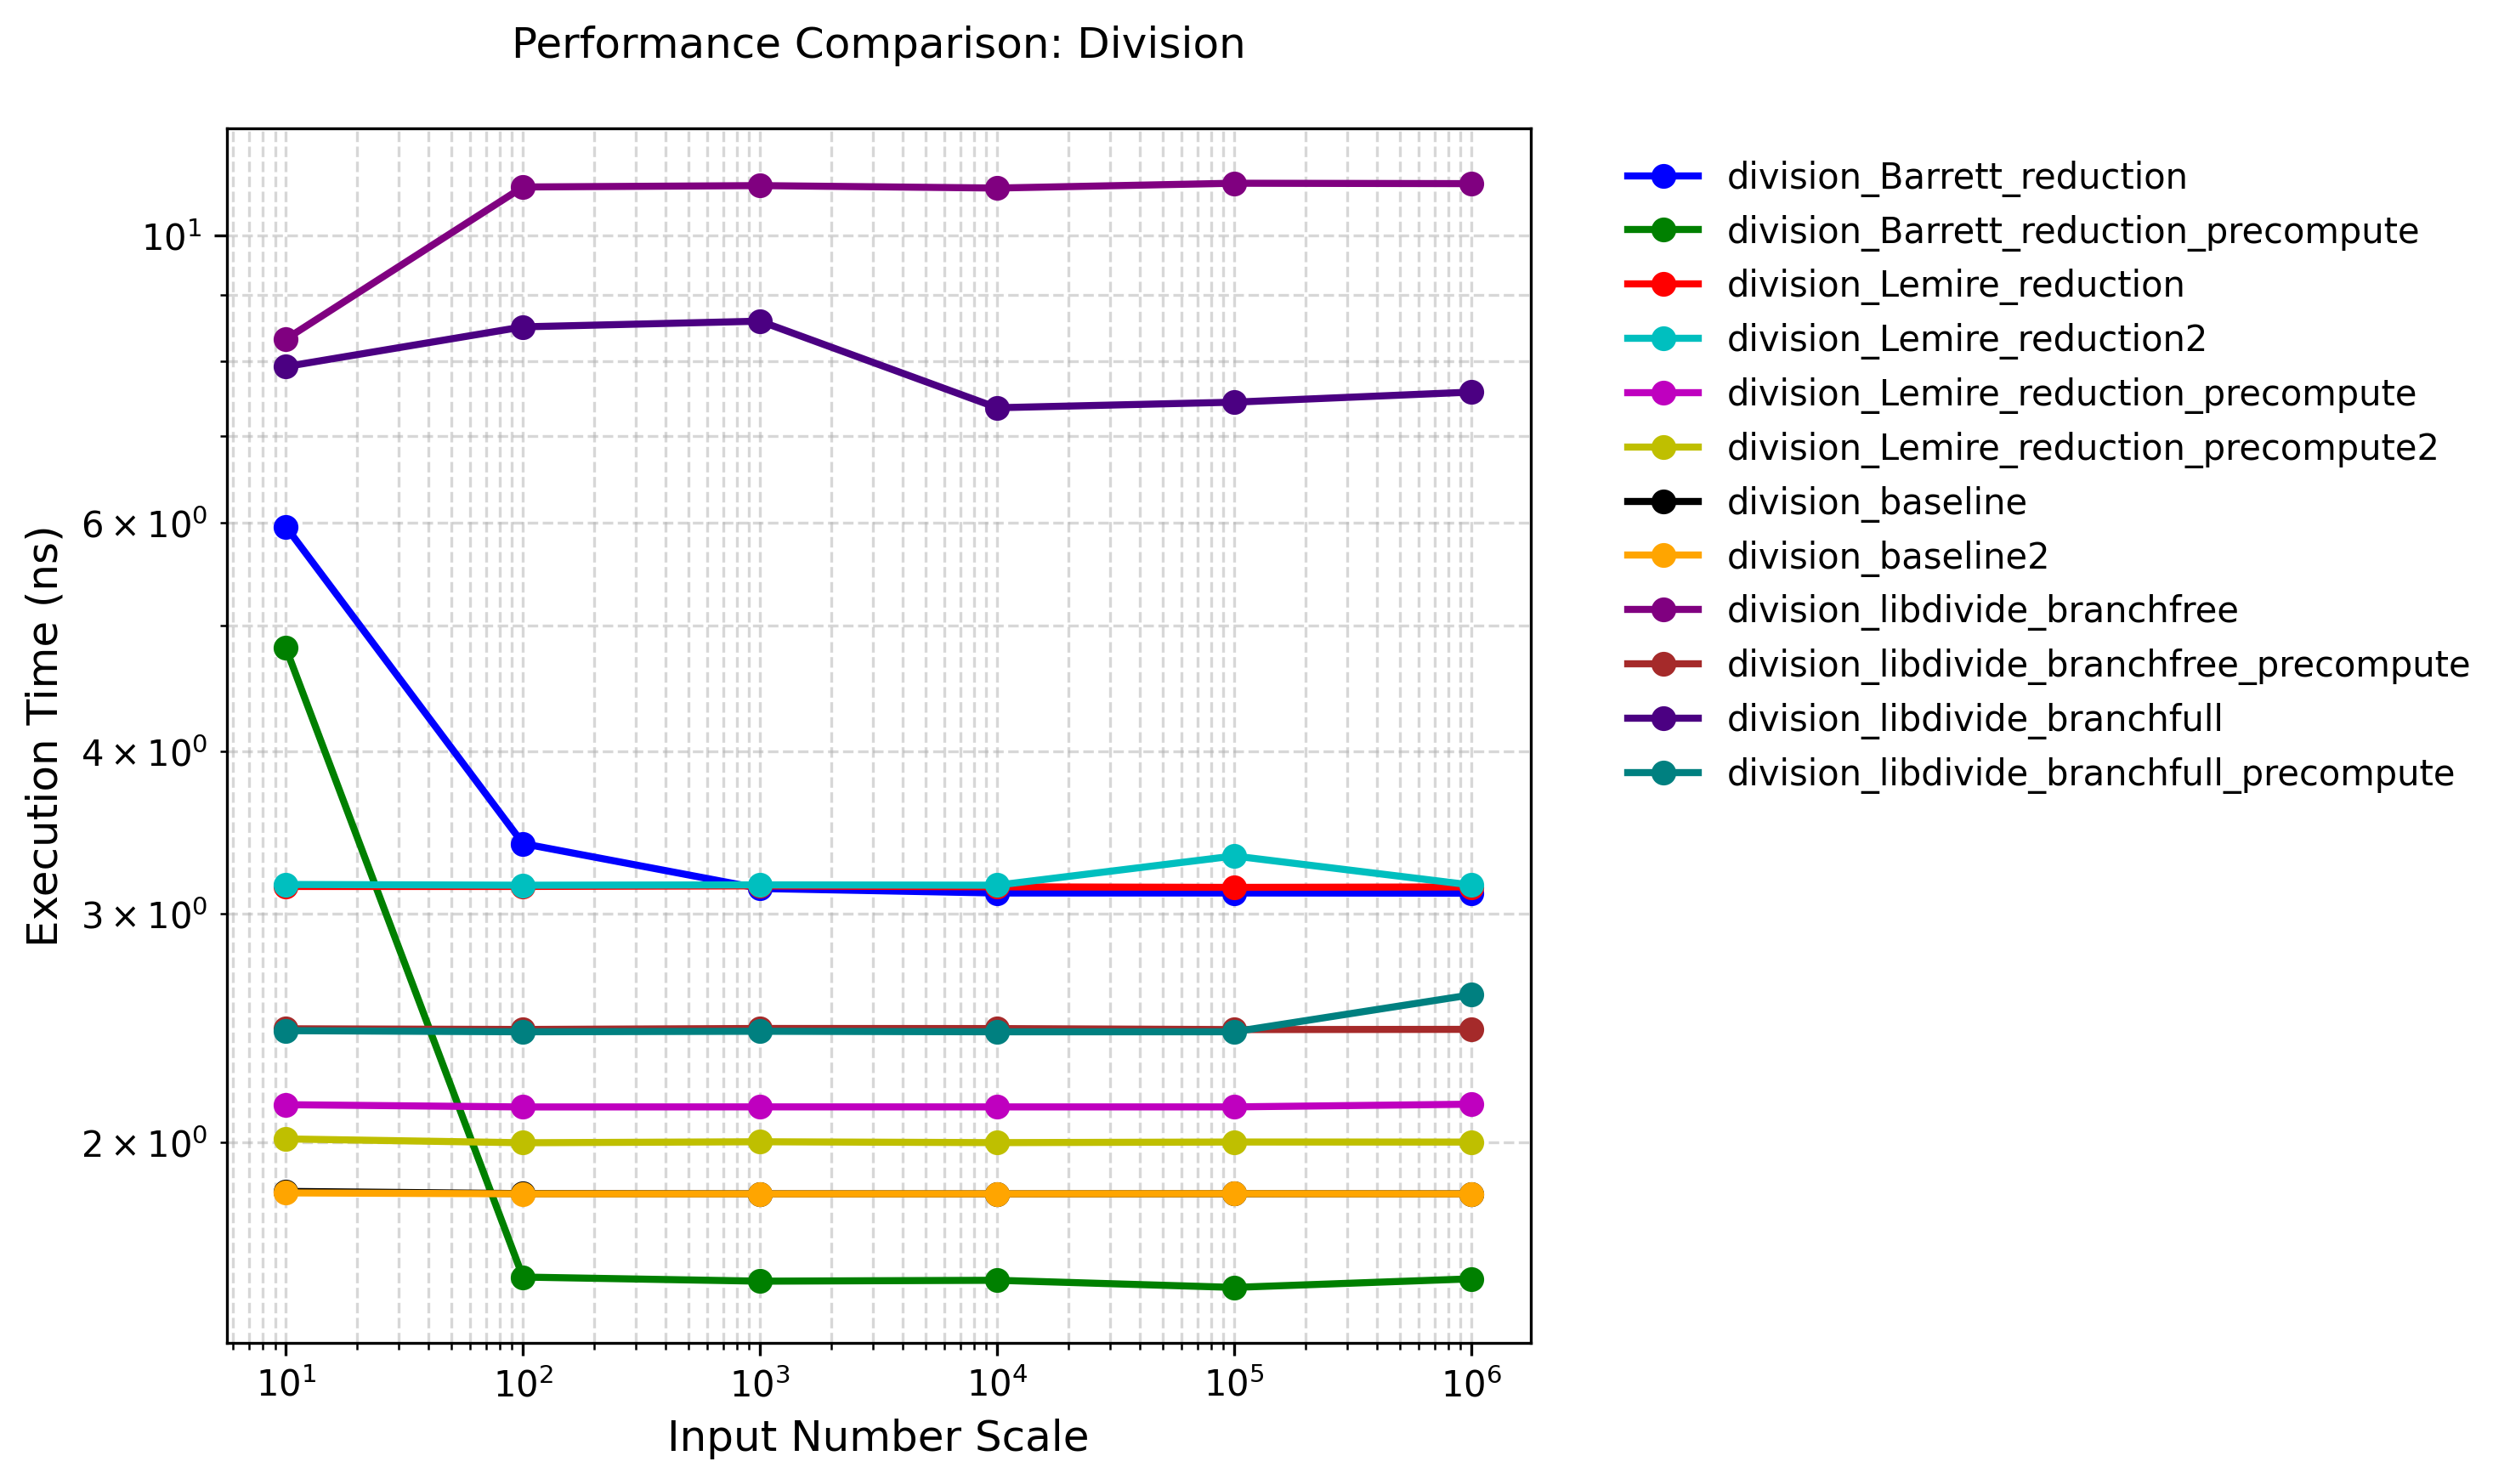 Performance Comparison: Division
Execution Time (ns)
10¹
6 × 10⁰
4 × 10⁰
3 × 10⁰
2 × 10⁰
10¹ 10² 10³ 10⁴ 10⁵ 10⁶
Input Number Scale
division_Barrett_reduction
division_Barrett_reduction_precompute
division_Lemire_reduction
division_Lemire_reduction2
division_Lemire_reduction_precompute
division_Lemire_reduction_precompute2
division_baseline
division_baseline2
division_libdivide_branchfree
division_libdivide_branchfree_precompute
division_libdivide_branchfull
division_libdivide_branchfull_precompute